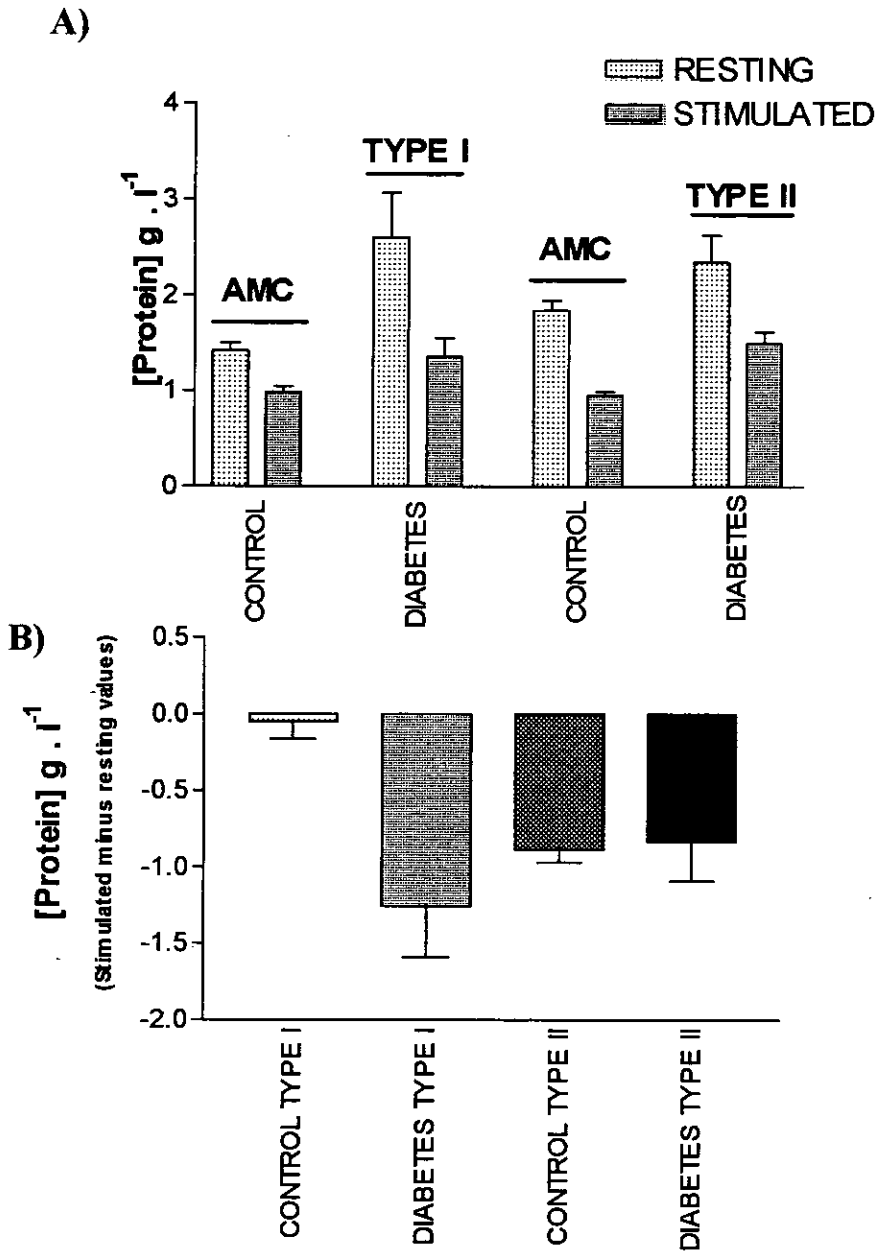 A)
RESTING
STIMULATED
[Protein] g . l⁻¹
4
3
2
1
0
AMC
TYPE I
AMC
TYPE II
CONTROL
DIABETES
CONTROL
DIABETES
B)
[Protein] g . l⁻¹
(Stimulated minus resting values)
0.5
0.0
-0.5
-1.0
-1.5
-2.0
CONTROL TYPE I
DIABETES TYPE I
CONTROL TYPE II
DIABETES TYPE II